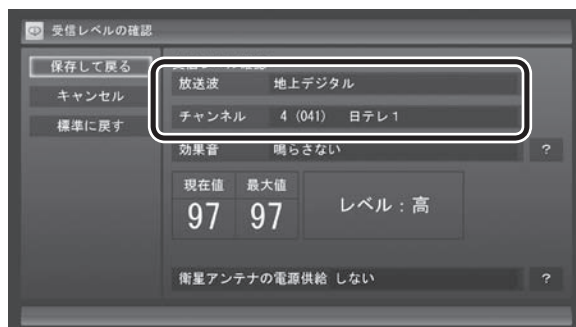 受信レベルの確認
保存して戻る
キャンセル
標準に戻す
放送波 地上デジタル
チャンネル 4（041） 日テレ1
効果音 鳴らさない ?
現在値 最大値
97 97 レベル：高
衛星アンテナの電源供給 しない ?